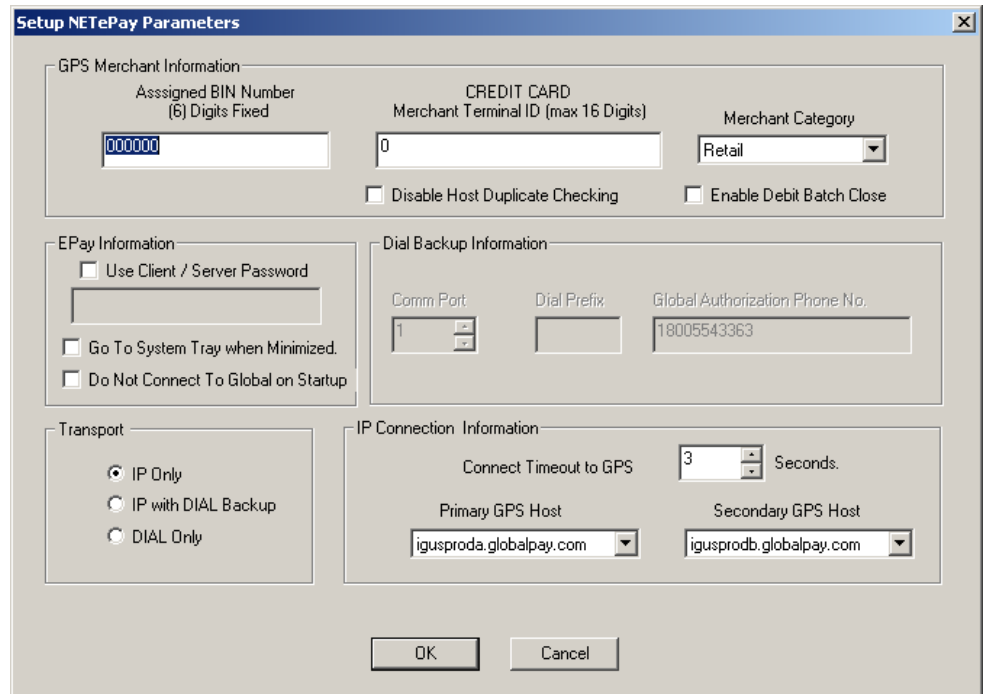 Setup NETePay Parameters
GPS Merchant Information
Asssigned BIN Number
(6) Digits Fixed
000000
CREDIT CARD
Merchant Terminal ID (max 16 Digits)
0
Merchant Category
Retail
Disable Host Duplicate Checking
Enable Debit Batch Close
EPay Information
Use Client / Server Password
Go To System Tray when Minimized.
Do Not Connect To Global on Startup
Dial Backup Information
Comm Port
1
Dial Prefix
Global Authorization Phone No.
18005543363
Transport
IP Only
IP with DIAL Backup
DIAL Only
IP Connection Information
Connect Timeout to GPS
3
Seconds.
Primary GPS Host
igusproda.globalpay.com
Secondary GPS Host
igusprodb.globalpay.com
OK
Cancel